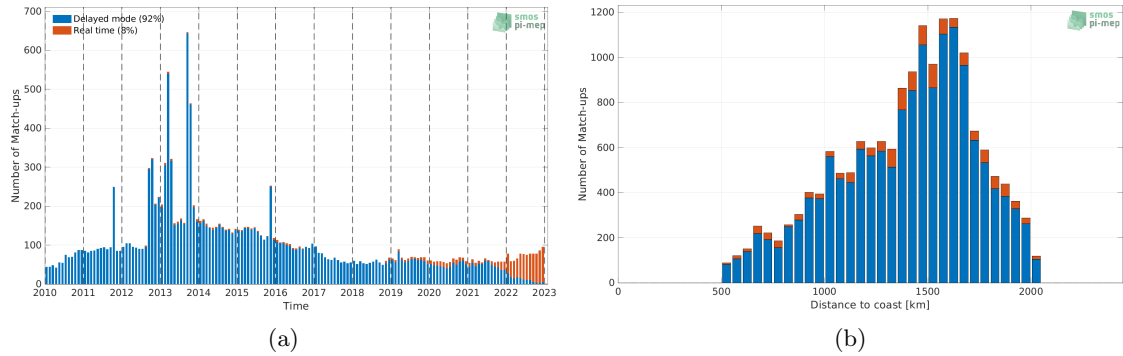 700
600
500
400
300
200
100
0
Number of Match-ups
Delayed mode (92%)
Real time (8%)
smos
pi-mep
2010 2011 2012 2013 2014 2015 2016 2017 2018 2019 2020 2021 2022 2023
Time
(a)
1200
1000
800
600
400
200
0
Number of Match-ups
smos
pi-mep
0 500 1000 1500 2000
Distance to coast [km]
(b)